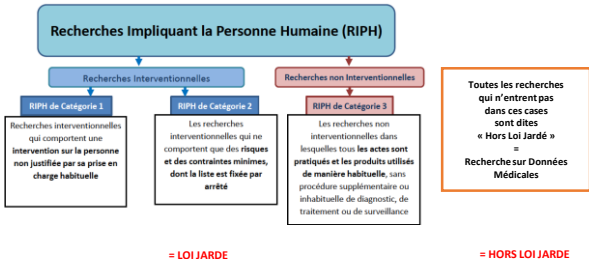 Recherches Impliquant la Personne Humaine (RIPH)
Recherches Interventionnelles
Recherches non Interventionnelles
RIPH de Catégorie 1
RIPH de Catégorie 2
RIPH de Catégorie 3
Recherches interventionnelles
qui comportent une
intervention sur la personne
non justifiée par sa prise en
charge habituelle
Les recherches
interventionnelles qui ne
comportent que des risques
et des contraintes minimes,
dont la liste est fixée par
arrêté
Les recherches non
interventionnelles dans
lesquelles tous les actes sont
pratiqués et les produits utilisés
de manière habituelle, sans
procédure supplémentaire ou
inhabituelle de diagnostic, de
traitement ou de surveillance
Toutes les recherches
qui n'entrent pas
dans ces cases
sont dites
« Hors Loi Jardé »
=
Recherche sur Données
Médicales
= LOI JARDE
= HORS LOI JARDE